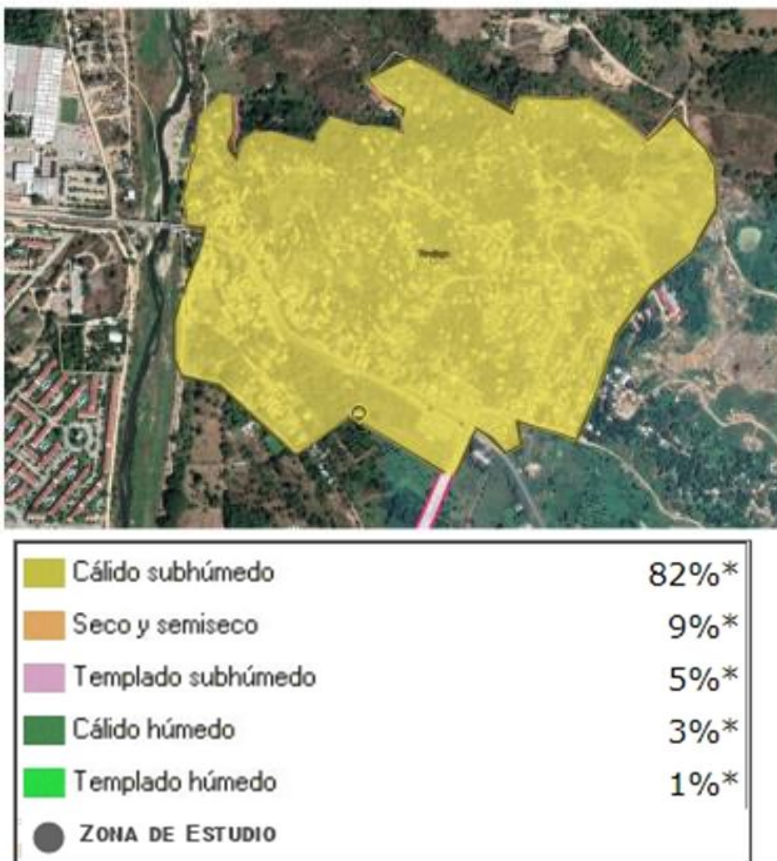 Cálido subhúmedo 82%*
Seco y semiseco 9%*
Templado subhúmedo 5%*
Cálido húmedo 3%*
Templado húmedo 1%*
ZONA DE ESTUDIO